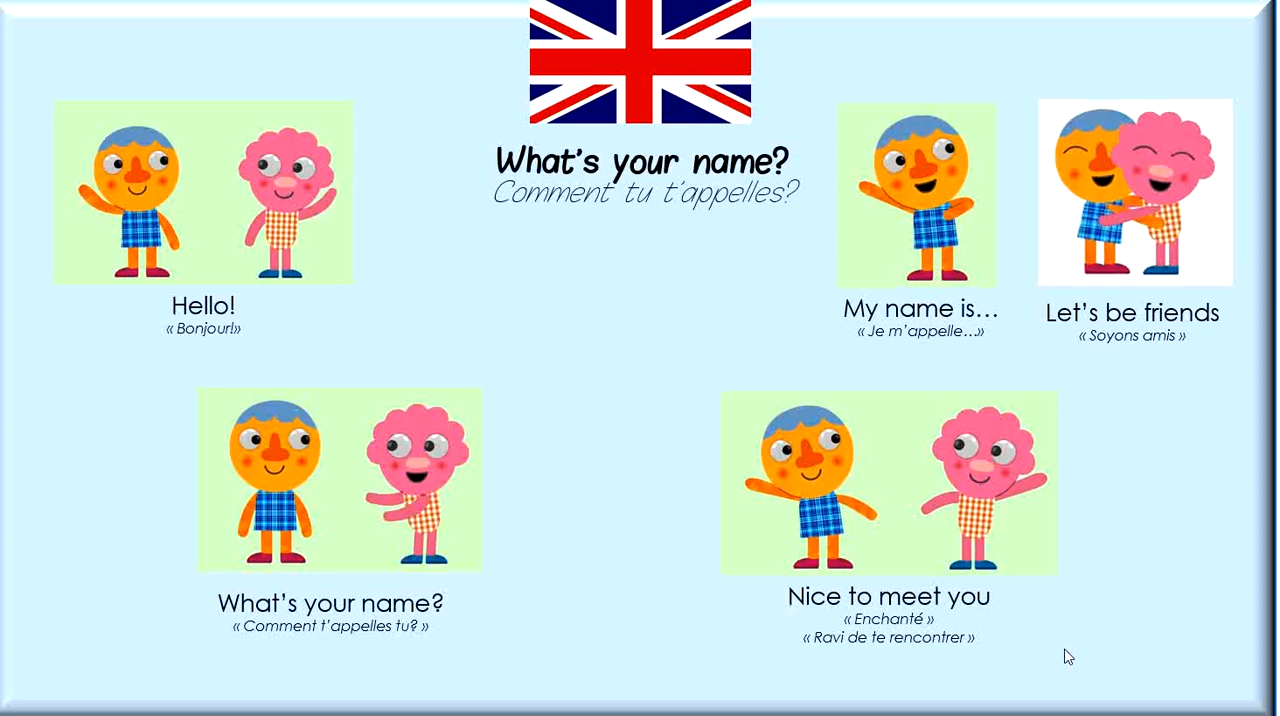 What's your name?
Comment tu t'appelles?
Hello!
« Bonjour!»
My name is...
« Je m'appelle...»
Let's be friends
« Soyons amis »
What's your name?
« Comment t'appelles tu? »
Nice to meet you
« Enchanté »
« Ravi de te rencontrer »